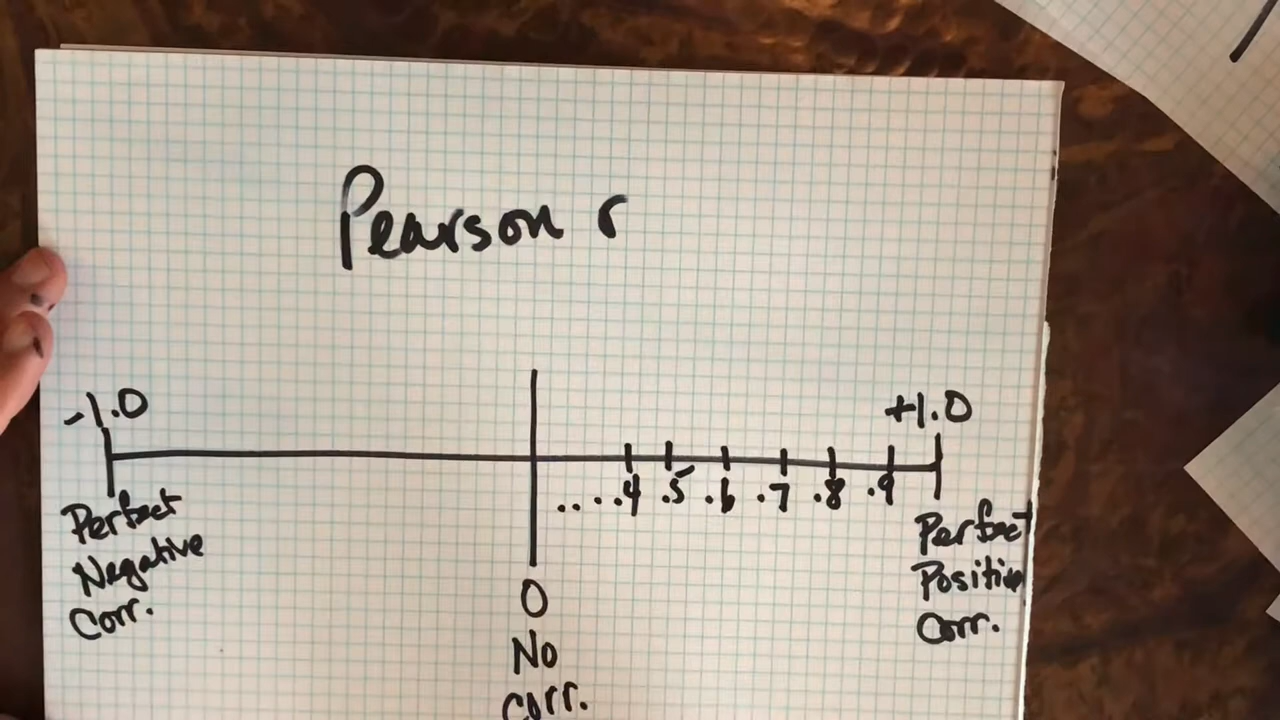 Pearson r
-1.0
+1.0
.... .4 .5 .6 .7 .8 .9
Perfect
Negative
Corr.
0
No
Corr.
Perfect
Positive
Corr.